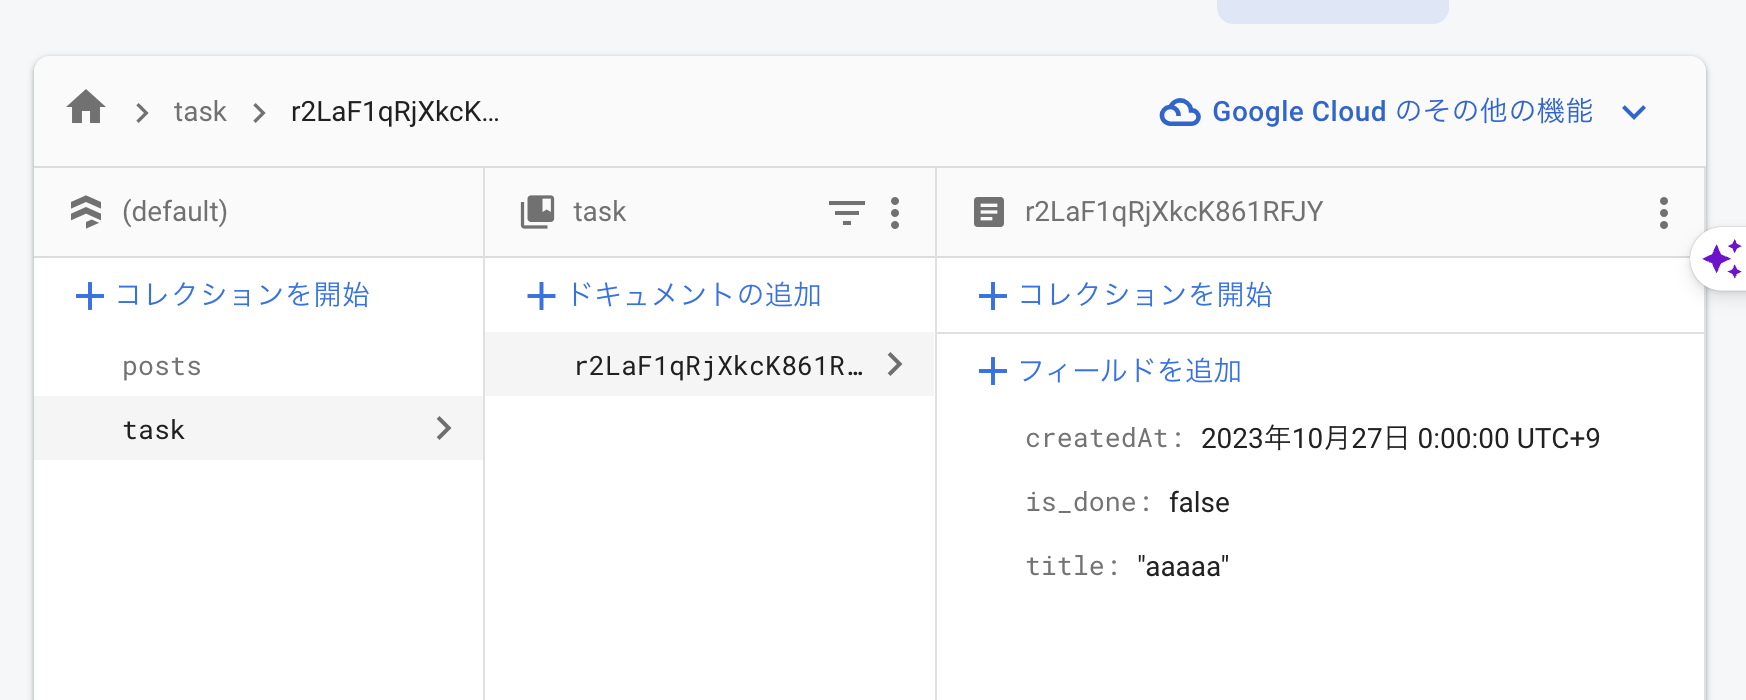 task
r2LaF1qRjXkcK...
Google Cloud のその他の機能
(default)
task
r2LaF1qRjXkcK861RFJY
コレクションを開始
ドキュメントの追加
コレクションを開始
posts
task
r2LaF1qRjXkcK861R…
フィールドを追加
createdAt: 2023年10月27日 0:00:00 UTC+9
is_done: false
title: "aaaaa"